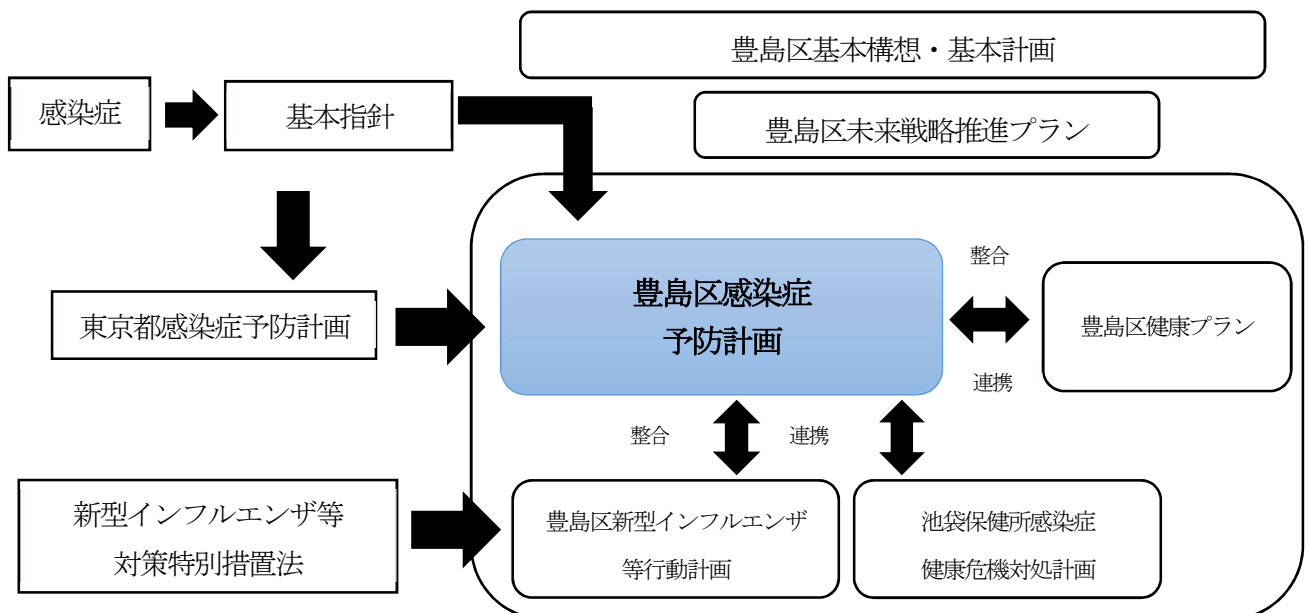 豊島区基本構想・基本計画
感染症
基本指針
豊島区未来戦略推進プラン
豊島区感染症
予防計画
整合
豊島区健康プラン
連携
東京都感染症予防計画
整合
連携
新型インフルエンザ等
対策特別措置法
豊島区新型インフルエンザ
等行動計画
池袋保健所感染症
健康危機対処計画